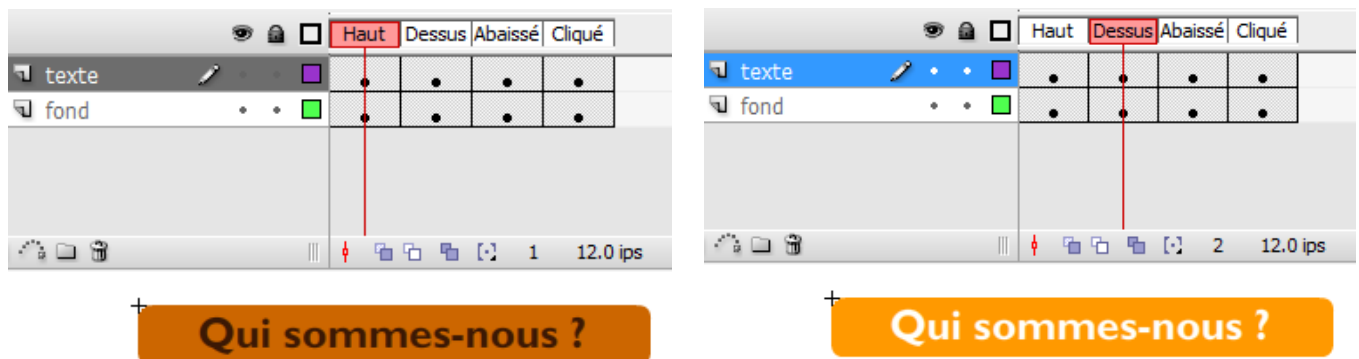 Haut Dessus Abaissé Cliqué
texte
fond
1 12.0 ips
Qui sommes-nous ?
Haut Dessus Abaissé Cliqué
texte
fond
2 12.0 ips
Qui sommes-nous ?